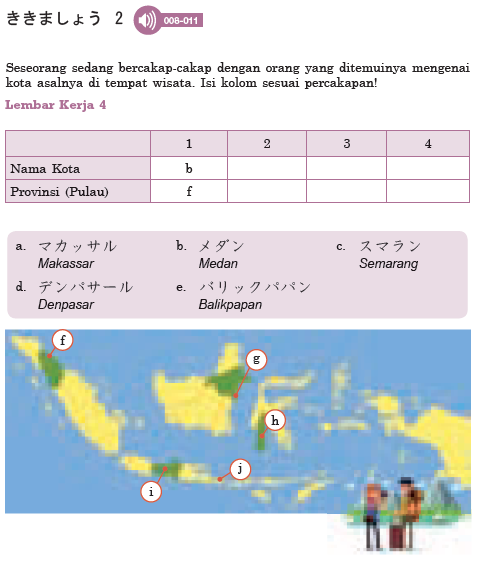 ききましょう 2 008-011
Seseorang sedang bercakap-cakap dengan orang yang ditemuinya mengenai
kota asalnya di tempat wisata. Isi kolom sesuai percakapan!
Lembar Kerja 4
1 2 3 4
Nama Kota b
Provinsi (Pulau) f
a. マカッサル b. メダン c. スマラン
Makassar Medan Semarang
d. デンパサール e. バリックパパン
Denpasar Balikpapan
f
g
h
j
i